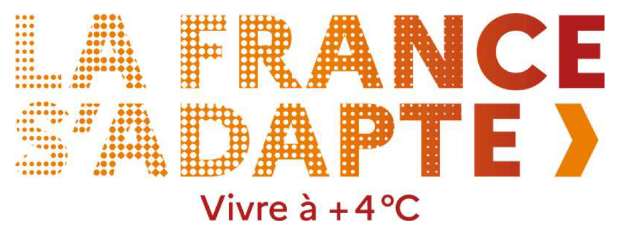 LA FRANCE
S'ADAPTE
Vivre à +4°C